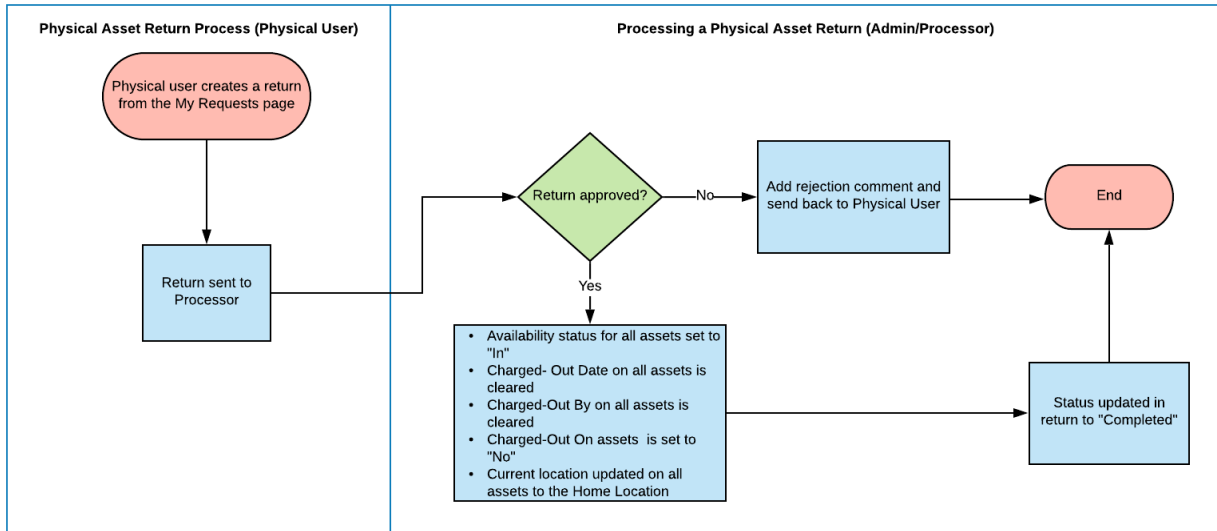 Physical Asset Return Process (Physical User)
Processing a Physical Asset Return (Admin/Processor)
Physical user creates a return
from the My Requests page
Return sent to
Processor
Return approved?
No
Add rejection comment and
send back to Physical User
End
Yes
• Availability status for all assets set to
"In"
• Charged- Out Date on all assets is
cleared
• Charged-Out By on all assets is
cleared
• Charged-Out On assets  is set to
"No"
• Current location updated on all
assets to the Home Location
Status updated in
return to "Completed"